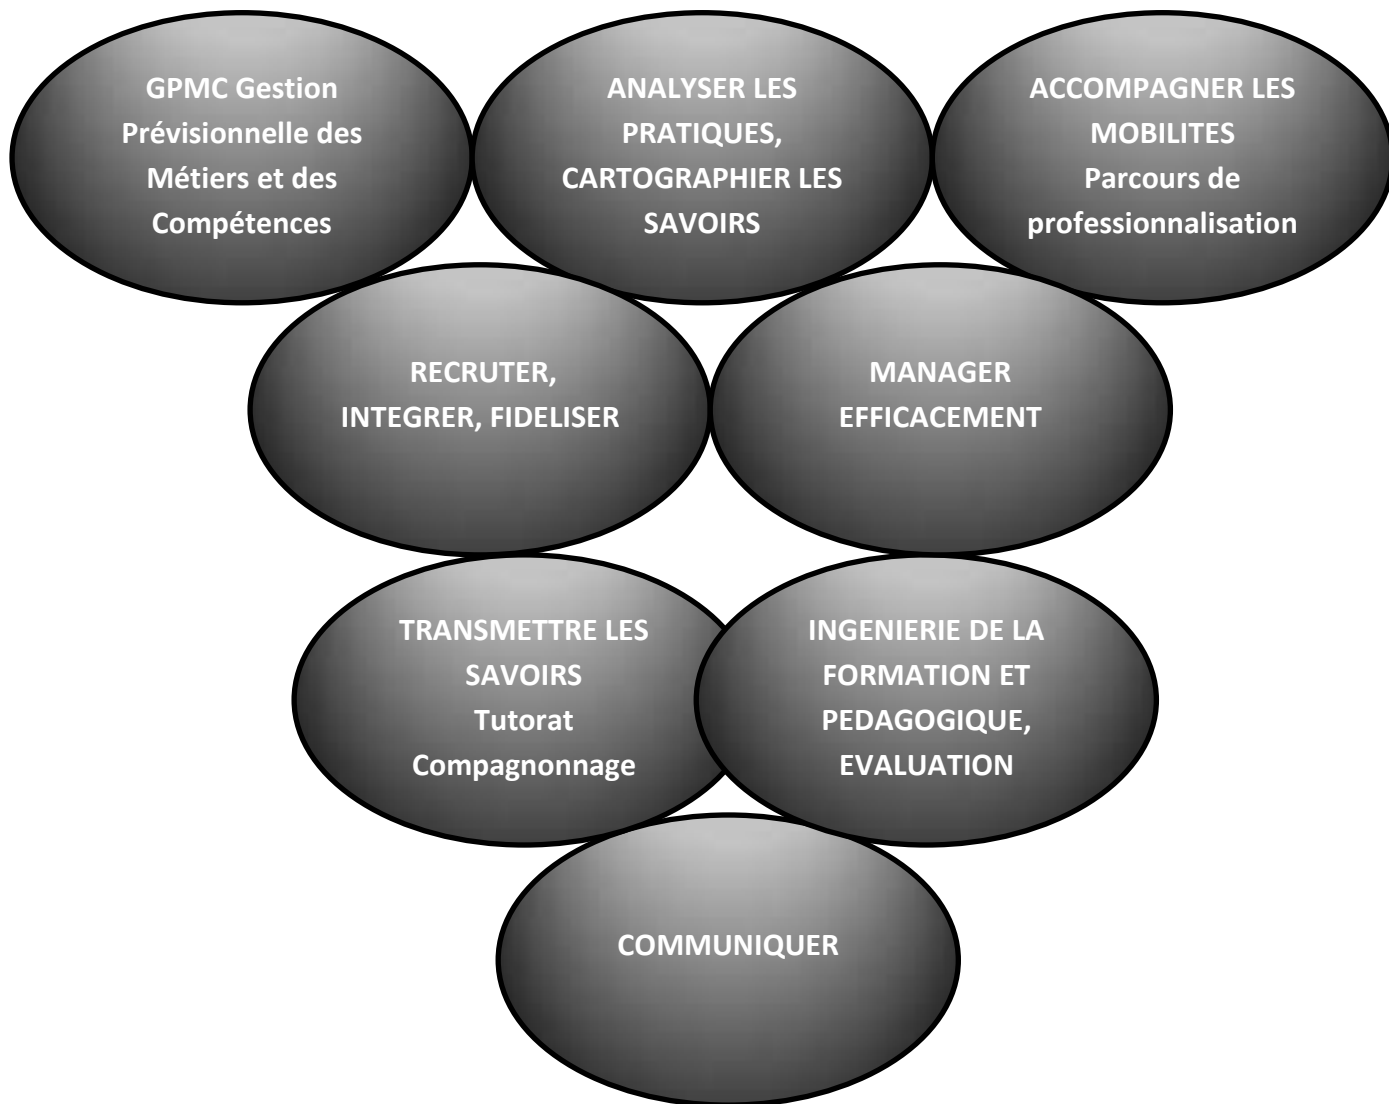 GPMC Gestion
Prévisionnelle des
Métiers et des
Compétences
ANALYSER LES
PRATIQUES,
CARTOGRAPHIER LES
SAVOIRS
ACCOMPAGNER LES
MOBILITES
Parcours de
professionnalisation
RECRUTER,
INTEGRER, FIDELISER
MANAGER
EFFICACEMENT
TRANSMETTRE LES
SAVOIRS
Tutorat
Compagnonnage
INGENIERIE DE LA
FORMATION ET
PEDAGOGIQUE,
EVALUATION
COMMUNIQUER